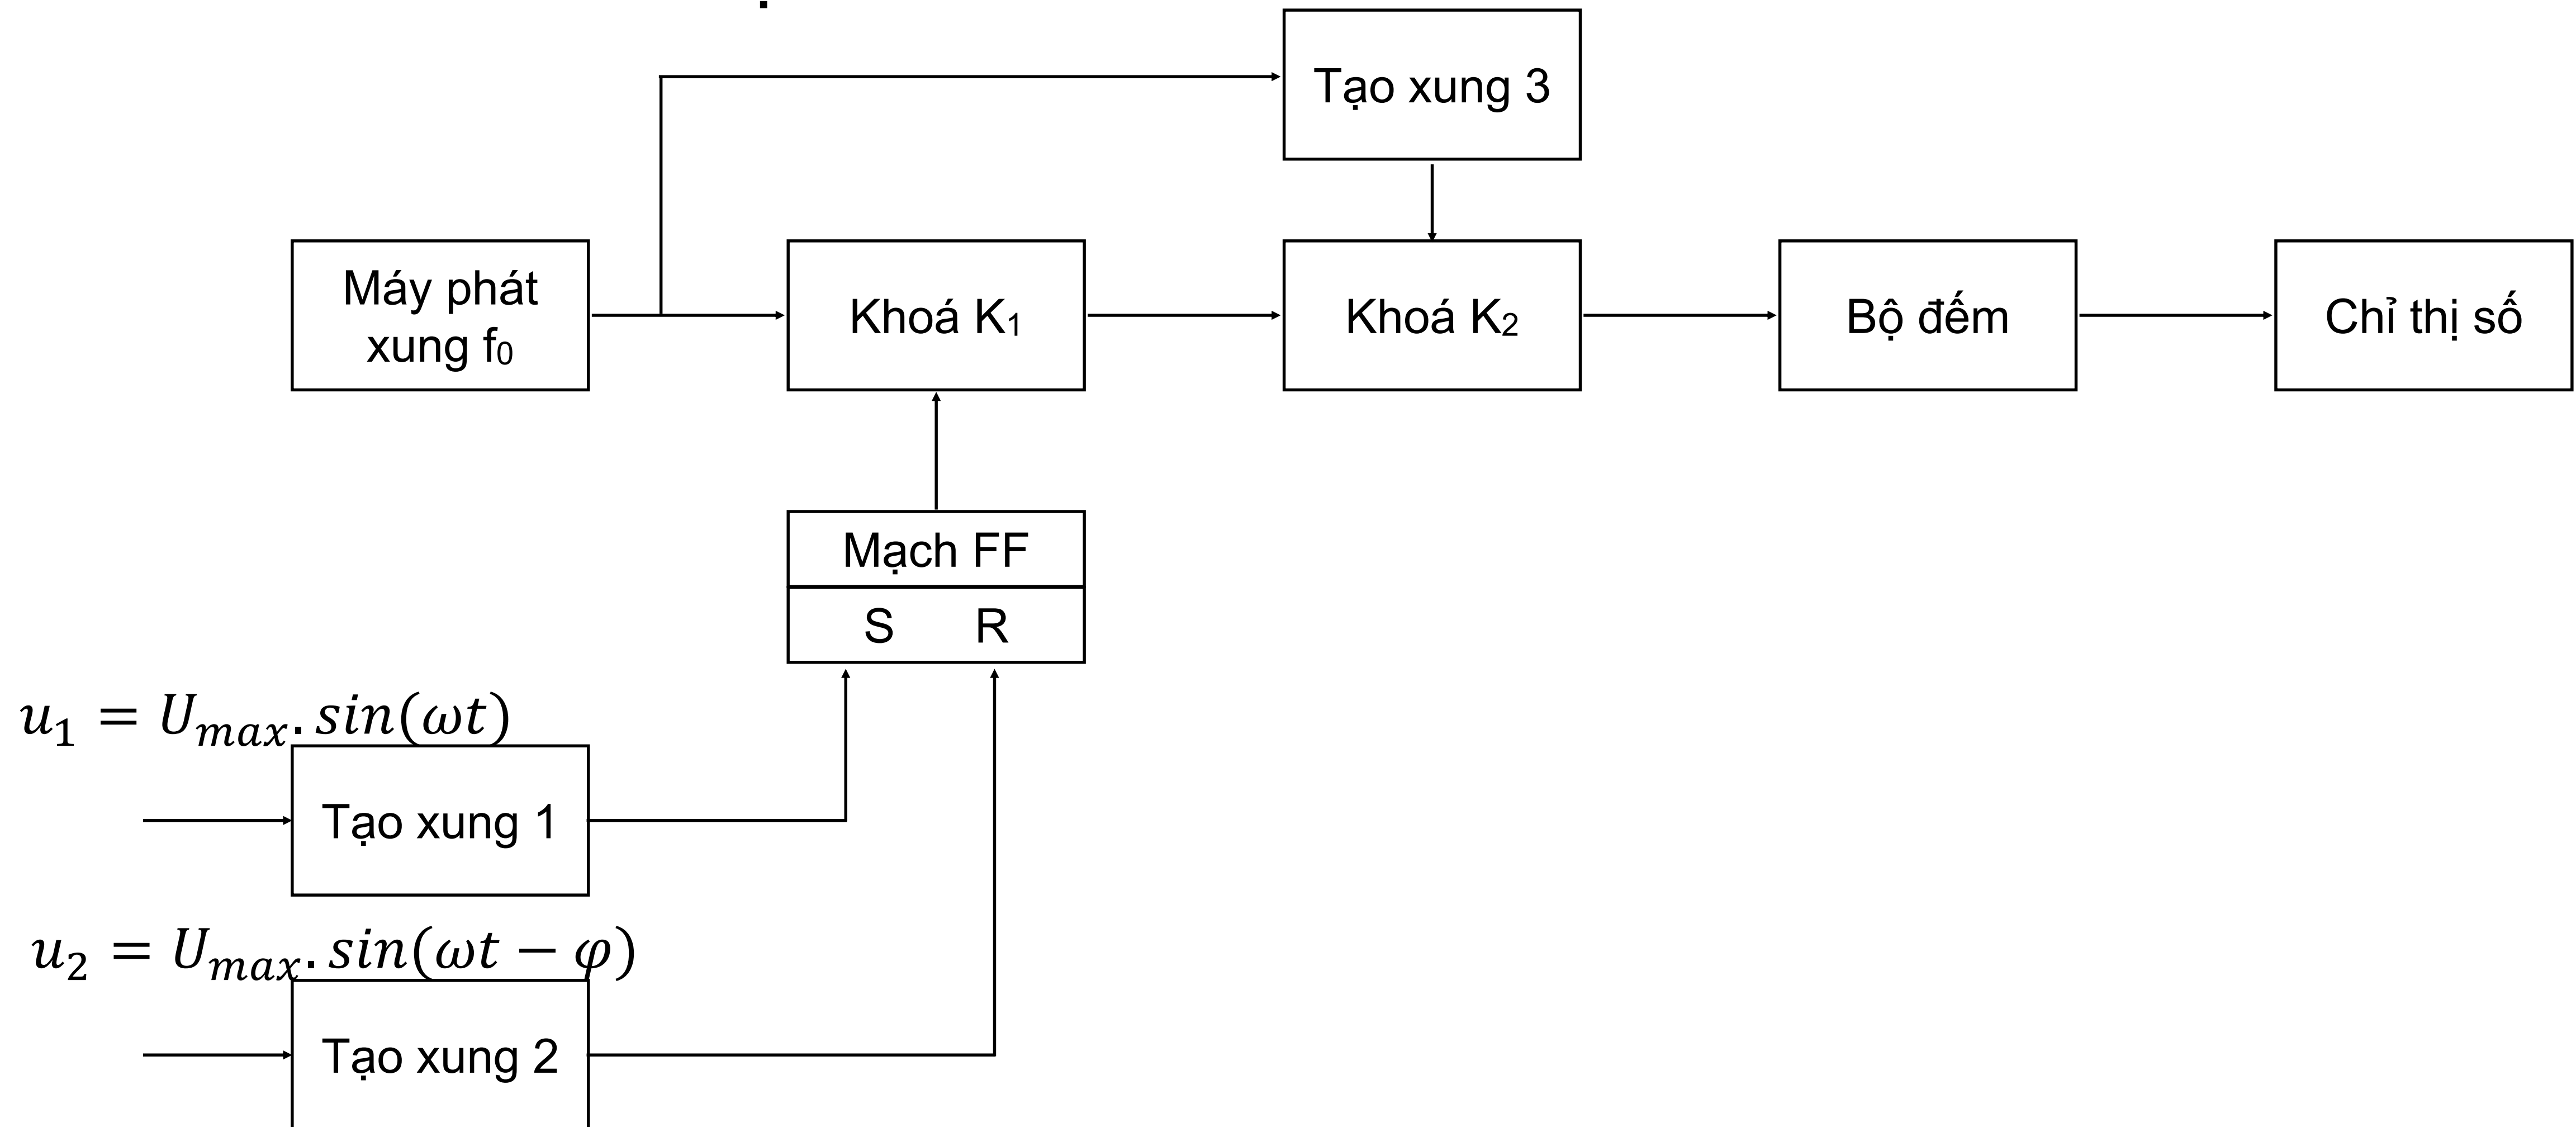 Tạo xung 3
Máy phát
xung f₀
Khoá K₁
Khoá K₂
Bộ đếm
Chỉ thị số
Mạch FF
S R
u₁ = Uₘₐₓ. sin(ωt)
Tạo xung 1
u₂ = Uₘₐₓ. sin(ωt − φ)
Tạo xung 2